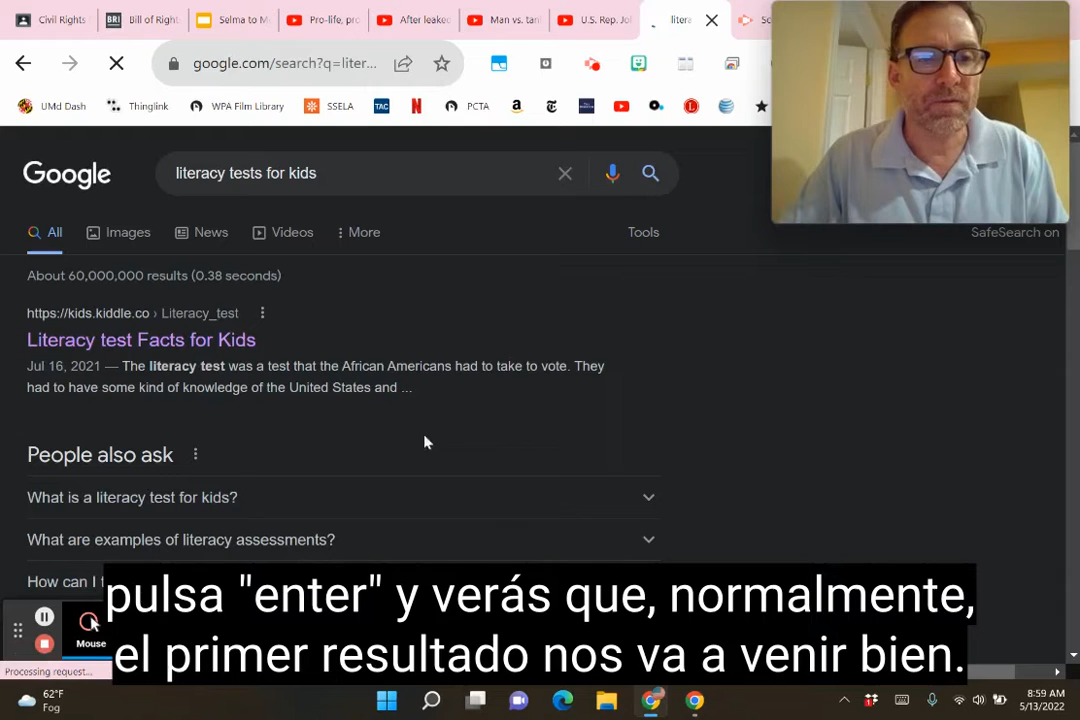 Civil Rights
Bill of Right
Selma to M
Pro-life, pro
After leaked
Man vs. tan
U.S. Rep. Jo
litera
google.com/search?q=liter...
UMd Dash
Thinglink
WPA Film Library
SSELA
TAC
PCTA
Google
literacy tests for kids
All
Images
News
Videos
More
Tools
SafeSearch on
About 60,000,000 results (0.38 seconds)
https://kids.kiddle.co › Literacy_test
Literacy test Facts for Kids
Jul 16, 2021 — The literacy test was a test that the African Americans had to take to vote. They
had to have some kind of knowledge of the United States and ...
People also ask
What is a literacy test for kids?
What are examples of literacy assessments?
How can I
pulsa "enter" y verás que, normalmente,
el primer resultado nos va a venir bien.
Mouse
Processing request...
62°F
Fog
8:59 AM
5/13/2022